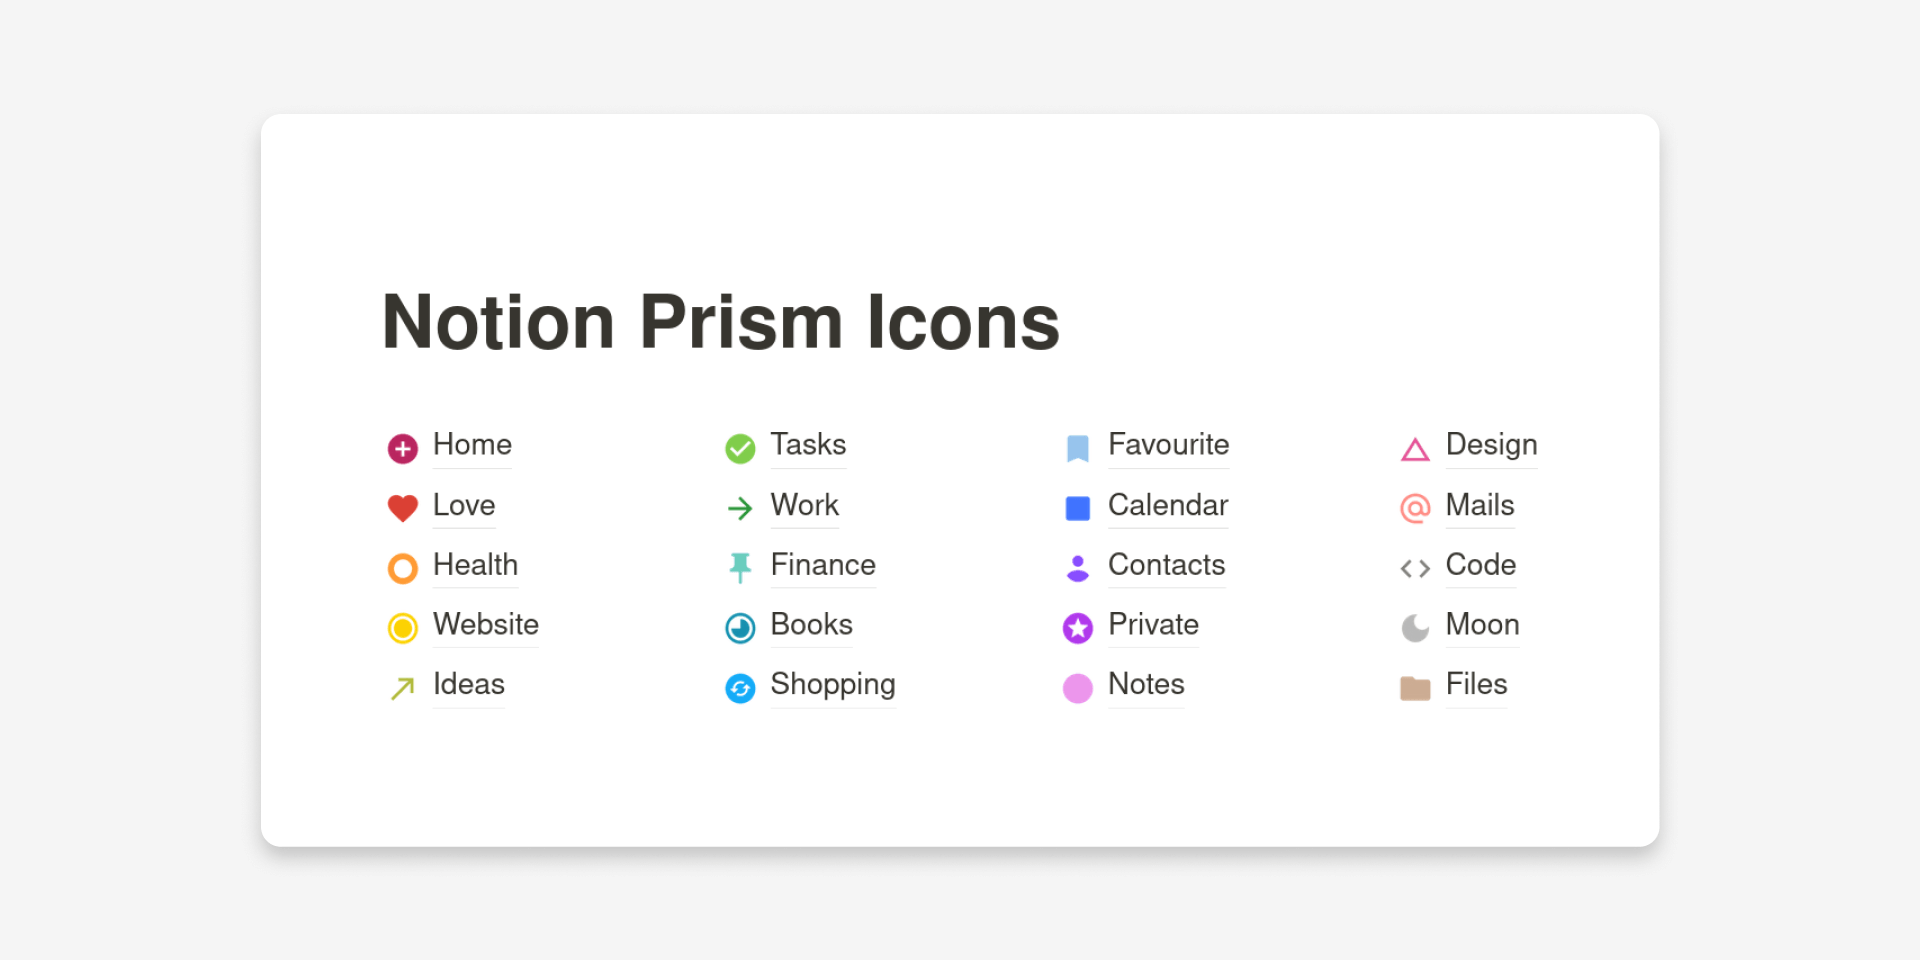 Notion Prism Icons
Home
Love
Health
Website
Ideas
Tasks
Work
Finance
Books
Shopping
Favourite
Calendar
Contacts
Private
Notes
Design
Mails
Code
Moon
Files